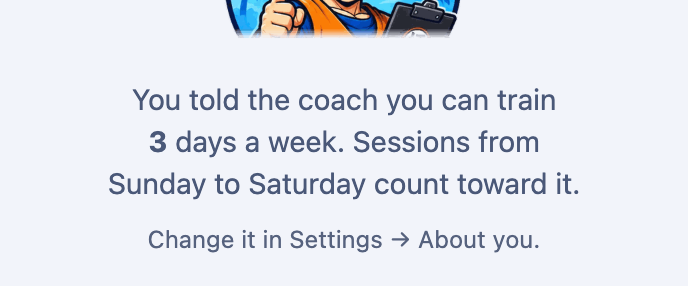 You told the coach you can train
3 days a week. Sessions from
Sunday to Saturday count toward it.
Change it in Settings → About you.